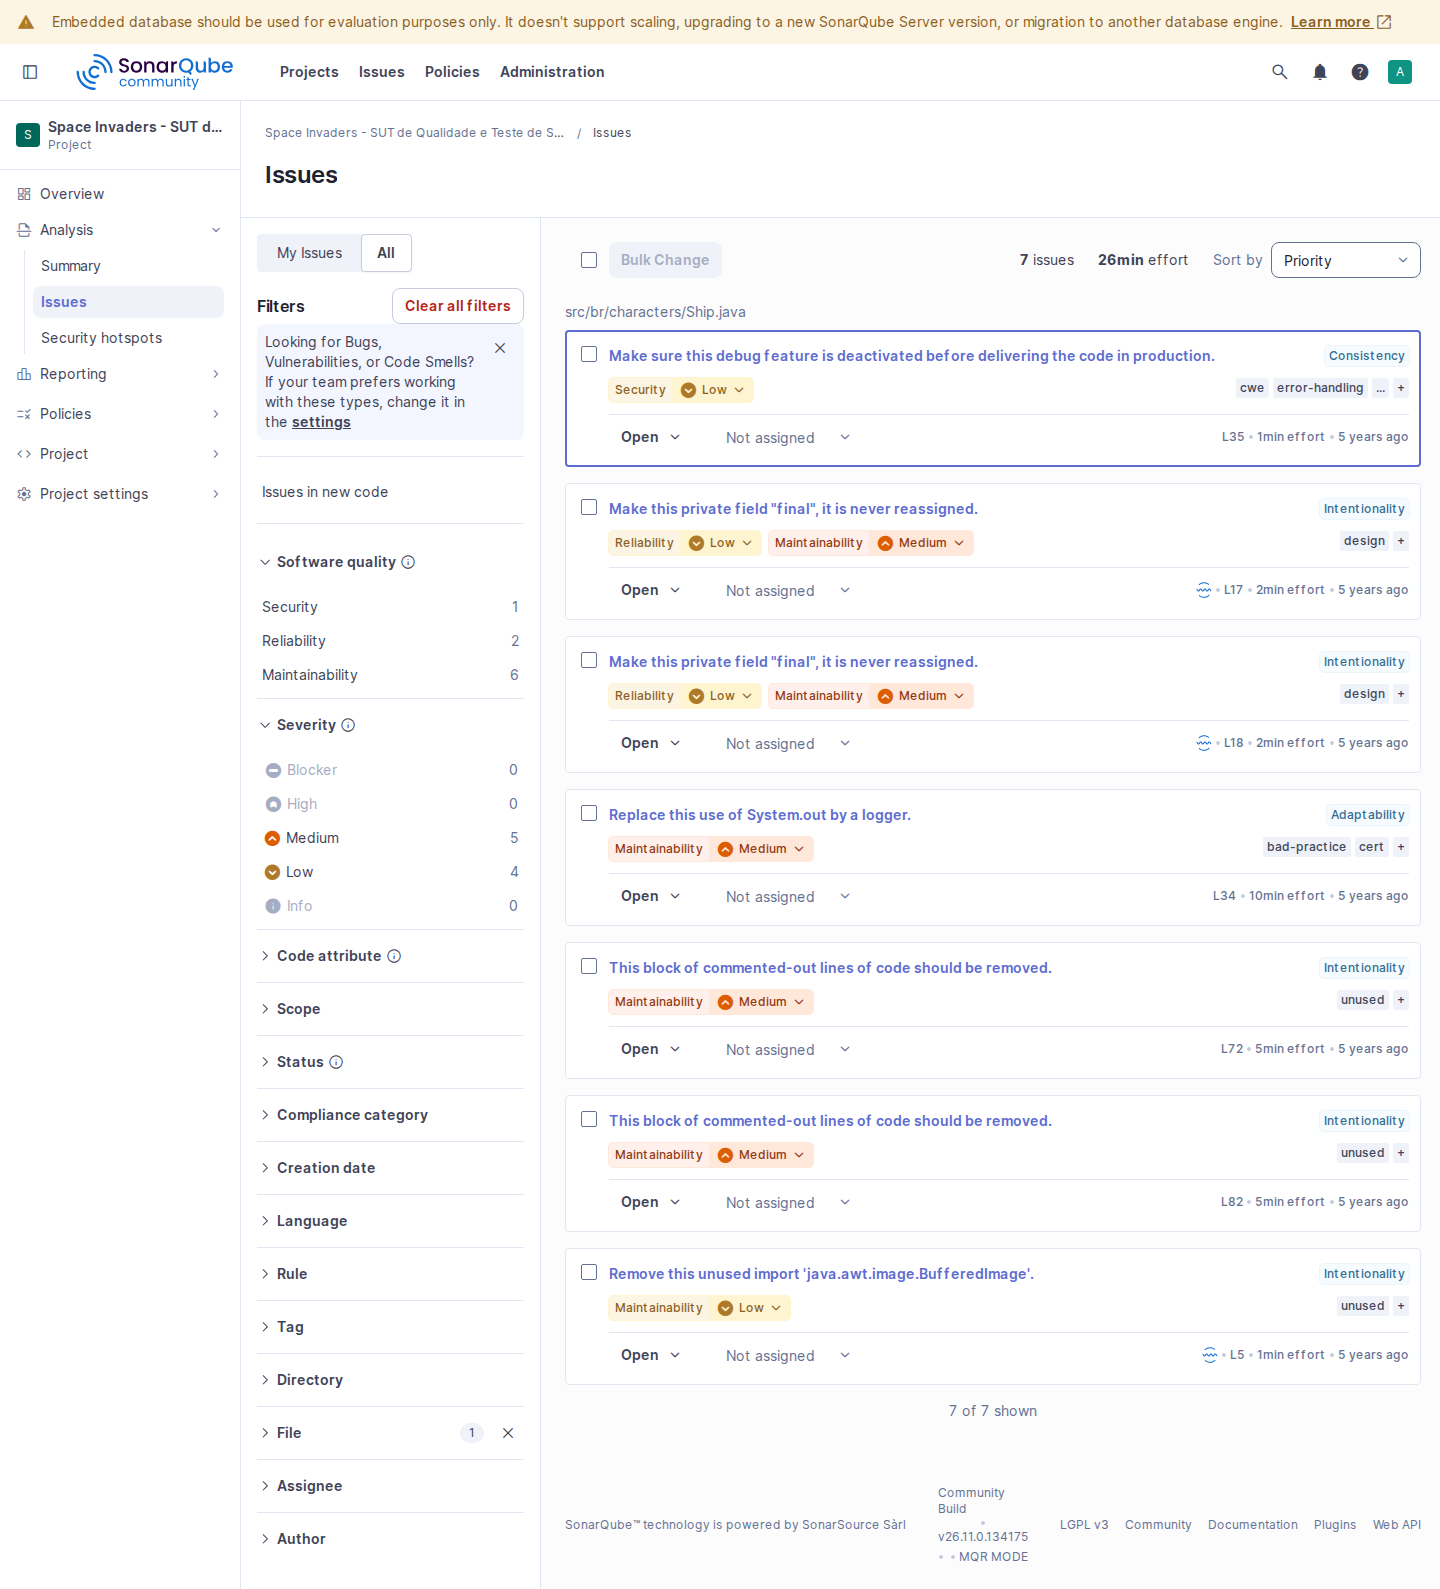 Embedded database should be used for evaluation purposes only. It doesn't support scaling, upgrading to a new SonarQube Server version, or migration to another database engine. Learn more
SonarQube community
Projects Issues Policies Administration
A
S
Space Invaders - SUT d...
Project
Overview
Analysis
Summary
Issues
Security hotspots
Reporting
Policies
Project
Project settings
Space Invaders - SUT de Qualidade e Teste de S... / Issues
Issues
My Issues All
Filters
Clear all filters
Looking for Bugs,
Vulnerabilities, or Code Smells?
If your team prefers working
with these types, change it in
the settings
Issues in new code
Software quality
Security 1
Reliability 2
Maintainability 6
Severity
Blocker 0
High 0
Medium 5
Low 4
Info 0
Code attribute
Scope
Status
Compliance category
Creation date
Language
Rule
Tag
Directory
File 1
Assignee
Author
Bulk Change
7 issues 26min effort Sort by Priority
src/br/characters/Ship.java
Make sure this debug feature is deactivated before delivering the code in production. Consistency
Security Low cwe error-handling ... +
Open Not assigned L35 • 1min effort • 5 years ago
Make this private field "final", it is never reassigned. Intentionality
Reliability Low Maintainability Medium design +
Open Not assigned • L17 • 2min effort • 5 years ago
Make this private field "final", it is never reassigned. Intentionality
Reliability Low Maintainability Medium design +
Open Not assigned • L18 • 2min effort • 5 years ago
Replace this use of System.out by a logger. Adaptability
Maintainability Medium bad-practice cert +
Open Not assigned L34 • 10min effort • 5 years ago
This block of commented-out lines of code should be removed. Intentionality
Maintainability Medium unused +
Open Not assigned L72 • 5min effort • 5 years ago
This block of commented-out lines of code should be removed. Intentionality
Maintainability Medium unused +
Open Not assigned L82 • 5min effort • 5 years ago
Remove this unused import 'java.awt.image.BufferedImage'. Intentionality
Maintainability Low unused +
Open Not assigned • L5 • 1min effort • 5 years ago
7 of 7 shown
SonarQube™ technology is powered by SonarSource Sàrl
Community
Build
•
v26.11.0.134175
• • MQR MODE
LGPL v3 Community Documentation Plugins Web API